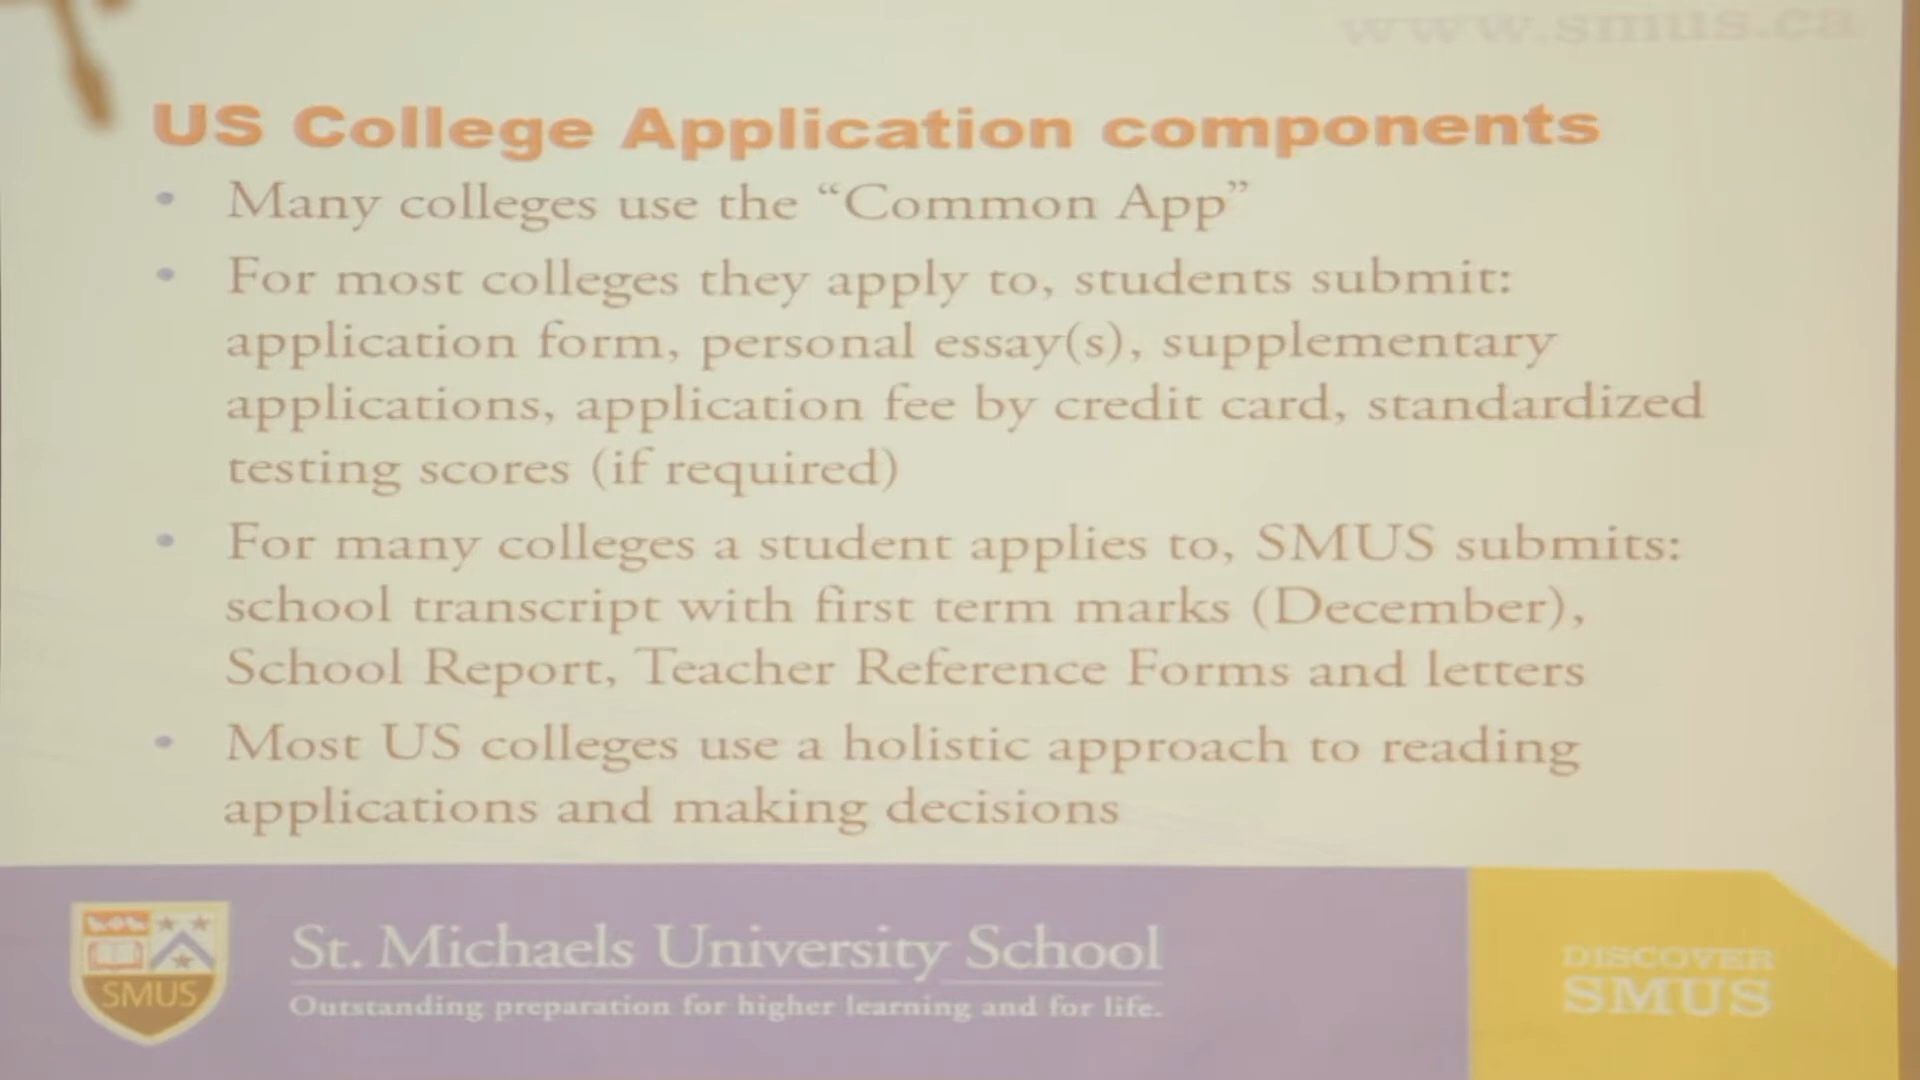 www.smus.ca
US College Application components
• Many colleges use the “Common App”
• For most colleges they apply to, students submit:
application form, personal essay(s), supplementary
applications, application fee by credit card, standardized
testing scores (if required)
• For many colleges a student applies to, SMUS submits:
school transcript with first term marks (December),
School Report, Teacher Reference Forms and letters
• Most US colleges use a holistic approach to reading
applications and making decisions
SMUS
St. Michaels University School
Outstanding preparation for higher learning and for life.
DISCOVER
SMUS